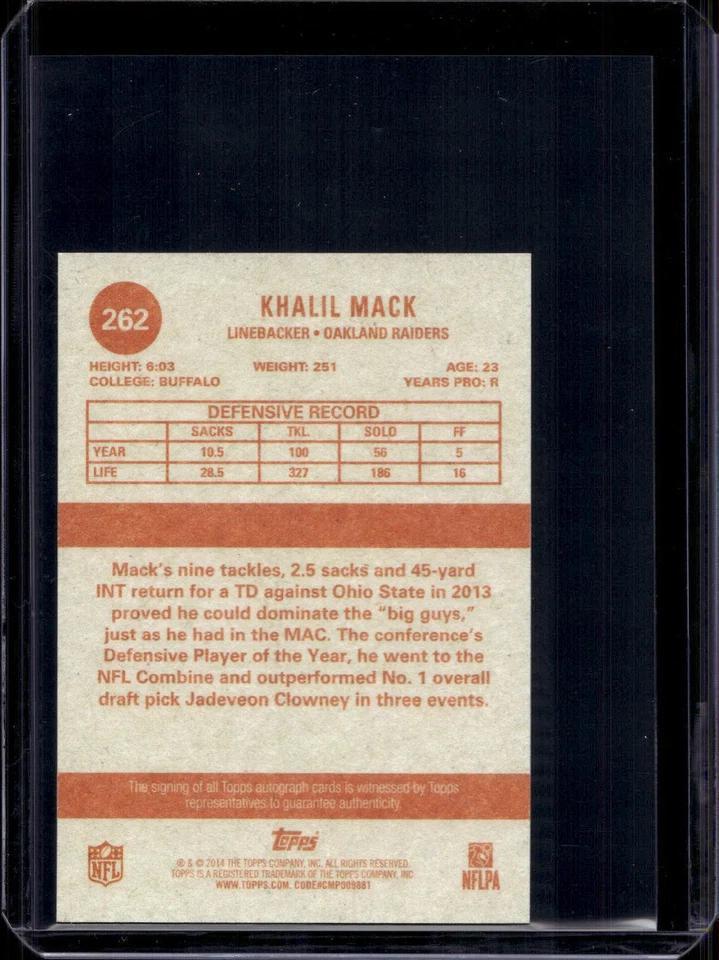 262
KHALIL MACK
LINEBACKER • OAKLAND RAIDERS
HEIGHT: 6:03 WEIGHT: 251 AGE: 23
COLLEGE: BUFFALO YEARS PRO: R
DEFENSIVE RECORD
SACKS TKL SOLO FF
YEAR 10.5 100 56 5
LIFE 28.5 327 186 16
Mack's nine tackles, 2.5 sacks and 45-yard
INT return for a TD against Ohio State in 2013
proved he could dominate the "big guys,"
just as he had in the MAC. The conference's
Defensive Player of the Year, he went to the
NFL Combine and outperformed No. 1 overall
draft pick Jadeveon Clowney in three events.
The signing of all Topps autograph cards is witnessed by Topps
representatives to guarantee authenticity.
Topps
® & © 2014 THE TOPPS COMPANY, INC. ALL RIGHTS RESERVED.
TOPPS IS A REGISTERED TRADEMARK OF THE TOPPS COMPANY, INC
WWW.TOPPS.COM. CODE#CMP009881
NFL
NFLPA